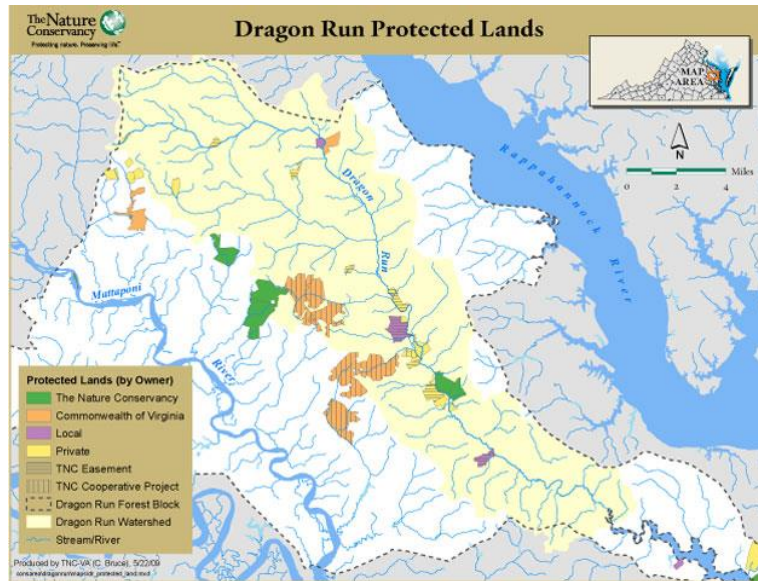 The Nature
Conservancy
Protecting nature. Preserving life.™
Dragon Run Protected Lands
MAP
AREA
N
Miles
0 2 4
Rappahannock
River
Dragon
Run
Mattaponi
River
Protected Lands (by Owner)
The Nature Conservancy
Commonwealth of Virginia
Local
Private
TNC Easement
TNC Cooperative Project
Dragon Run Forest Block
Dragon Run Watershed
Stream/River
Produced by TNC-VA (C. Bruce), 5/22/09